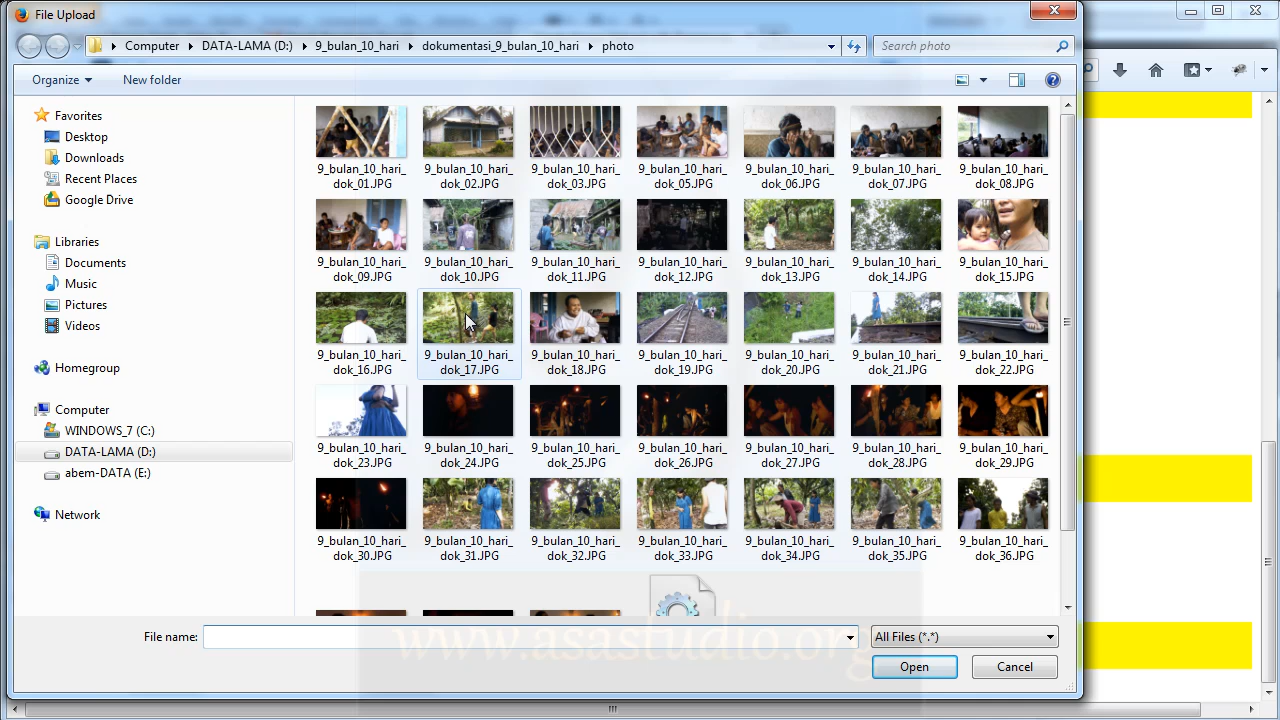 File Upload
Computer DATA-LAMA (D:) 9_bulan_10_hari dokumentasi_9_bulan_10_hari photo
Search photo
Organize New folder
Favorites
Desktop
Downloads
Recent Places
Google Drive
Libraries
Documents
Music
Pictures
Videos
Homegroup
Computer
WINDOWS_7 (C:)
DATA-LAMA (D:)
abem-DATA (E:)
Network
9_bulan_10_hari_dok_01.JPG
9_bulan_10_hari_dok_02.JPG
9_bulan_10_hari_dok_03.JPG
9_bulan_10_hari_dok_05.JPG
9_bulan_10_hari_dok_06.JPG
9_bulan_10_hari_dok_07.JPG
9_bulan_10_hari_dok_08.JPG
9_bulan_10_hari_dok_09.JPG
9_bulan_10_hari_dok_10.JPG
9_bulan_10_hari_dok_11.JPG
9_bulan_10_hari_dok_12.JPG
9_bulan_10_hari_dok_13.JPG
9_bulan_10_hari_dok_14.JPG
9_bulan_10_hari_dok_15.JPG
9_bulan_10_hari_dok_16.JPG
9_bulan_10_hari_dok_17.JPG
9_bulan_10_hari_dok_18.JPG
9_bulan_10_hari_dok_19.JPG
9_bulan_10_hari_dok_20.JPG
9_bulan_10_hari_dok_21.JPG
9_bulan_10_hari_dok_22.JPG
9_bulan_10_hari_dok_23.JPG
9_bulan_10_hari_dok_24.JPG
9_bulan_10_hari_dok_25.JPG
9_bulan_10_hari_dok_26.JPG
9_bulan_10_hari_dok_27.JPG
9_bulan_10_hari_dok_28.JPG
9_bulan_10_hari_dok_29.JPG
9_bulan_10_hari_dok_30.JPG
9_bulan_10_hari_dok_31.JPG
9_bulan_10_hari_dok_32.JPG
9_bulan_10_hari_dok_33.JPG
9_bulan_10_hari_dok_34.JPG
9_bulan_10_hari_dok_35.JPG
9_bulan_10_hari_dok_36.JPG
File name: All Files (*.*)
www.asastudio.org
Open Cancel